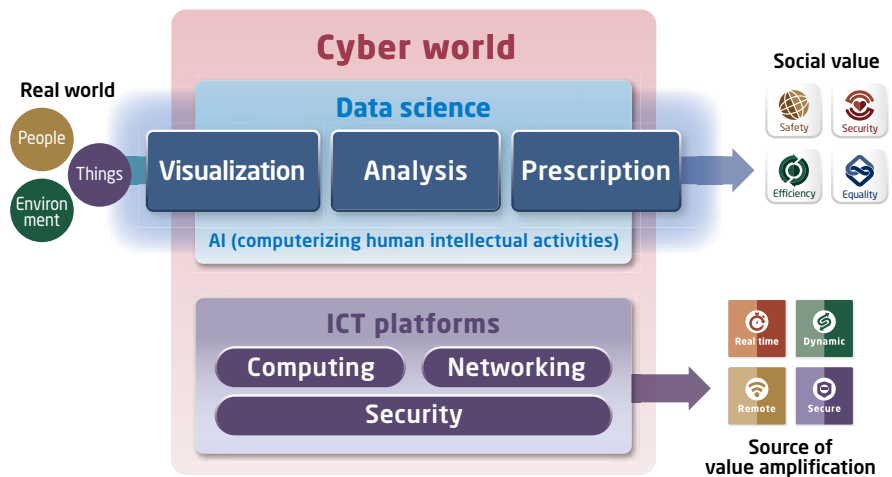 Cyber world
Real world
People
Things
Environ
ment
Data science
Visualization
Analysis
Prescription
AI (computerizing human intellectual activities)
Social value
Safety
Security
Efficiency
Equality
ICT platforms
Computing
Networking
Security
Real time
Dynamic
Remote
Secure
Source of
value amplification